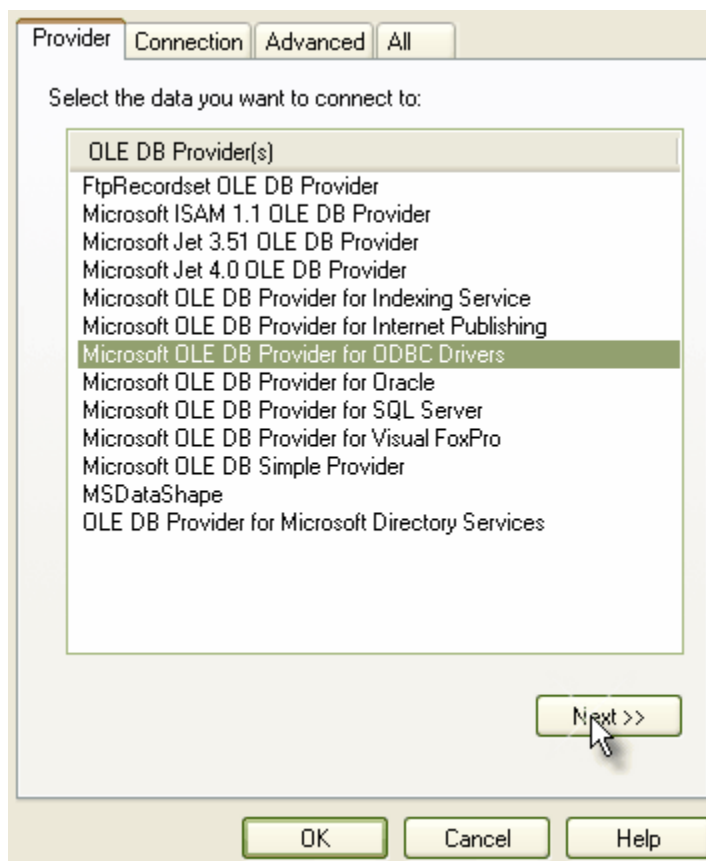 Provider Connection Advanced All
Select the data you want to connect to:
OLE DB Provider(s)
FtpRecordset OLE DB Provider
Microsoft ISAM 1.1 OLE DB Provider
Microsoft Jet 3.51 OLE DB Provider
Microsoft Jet 4.0 OLE DB Provider
Microsoft OLE DB Provider for Indexing Service
Microsoft OLE DB Provider for Internet Publishing
Microsoft OLE DB Provider for ODBC Drivers
Microsoft OLE DB Provider for Oracle
Microsoft OLE DB Provider for SQL Server
Microsoft OLE DB Provider for Visual FoxPro
Microsoft OLE DB Simple Provider
MSDataShape
OLE DB Provider for Microsoft Directory Services
Next >>
OK Cancel Help